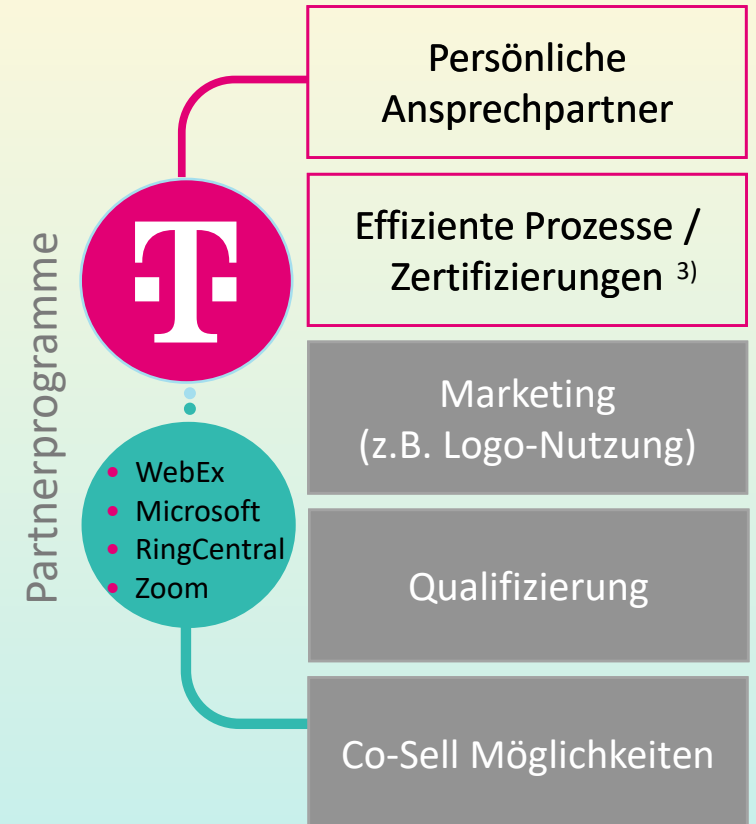 Partnerprogramme
Persönliche
Ansprechpartner
Effiziente Prozesse /
Zertifizierungen 3)
T
• WebEx
• Microsoft
• RingCentral
• Zoom
Marketing
(z.B. Logo-Nutzung)
Qualifizierung
Co-Sell Möglichkeiten